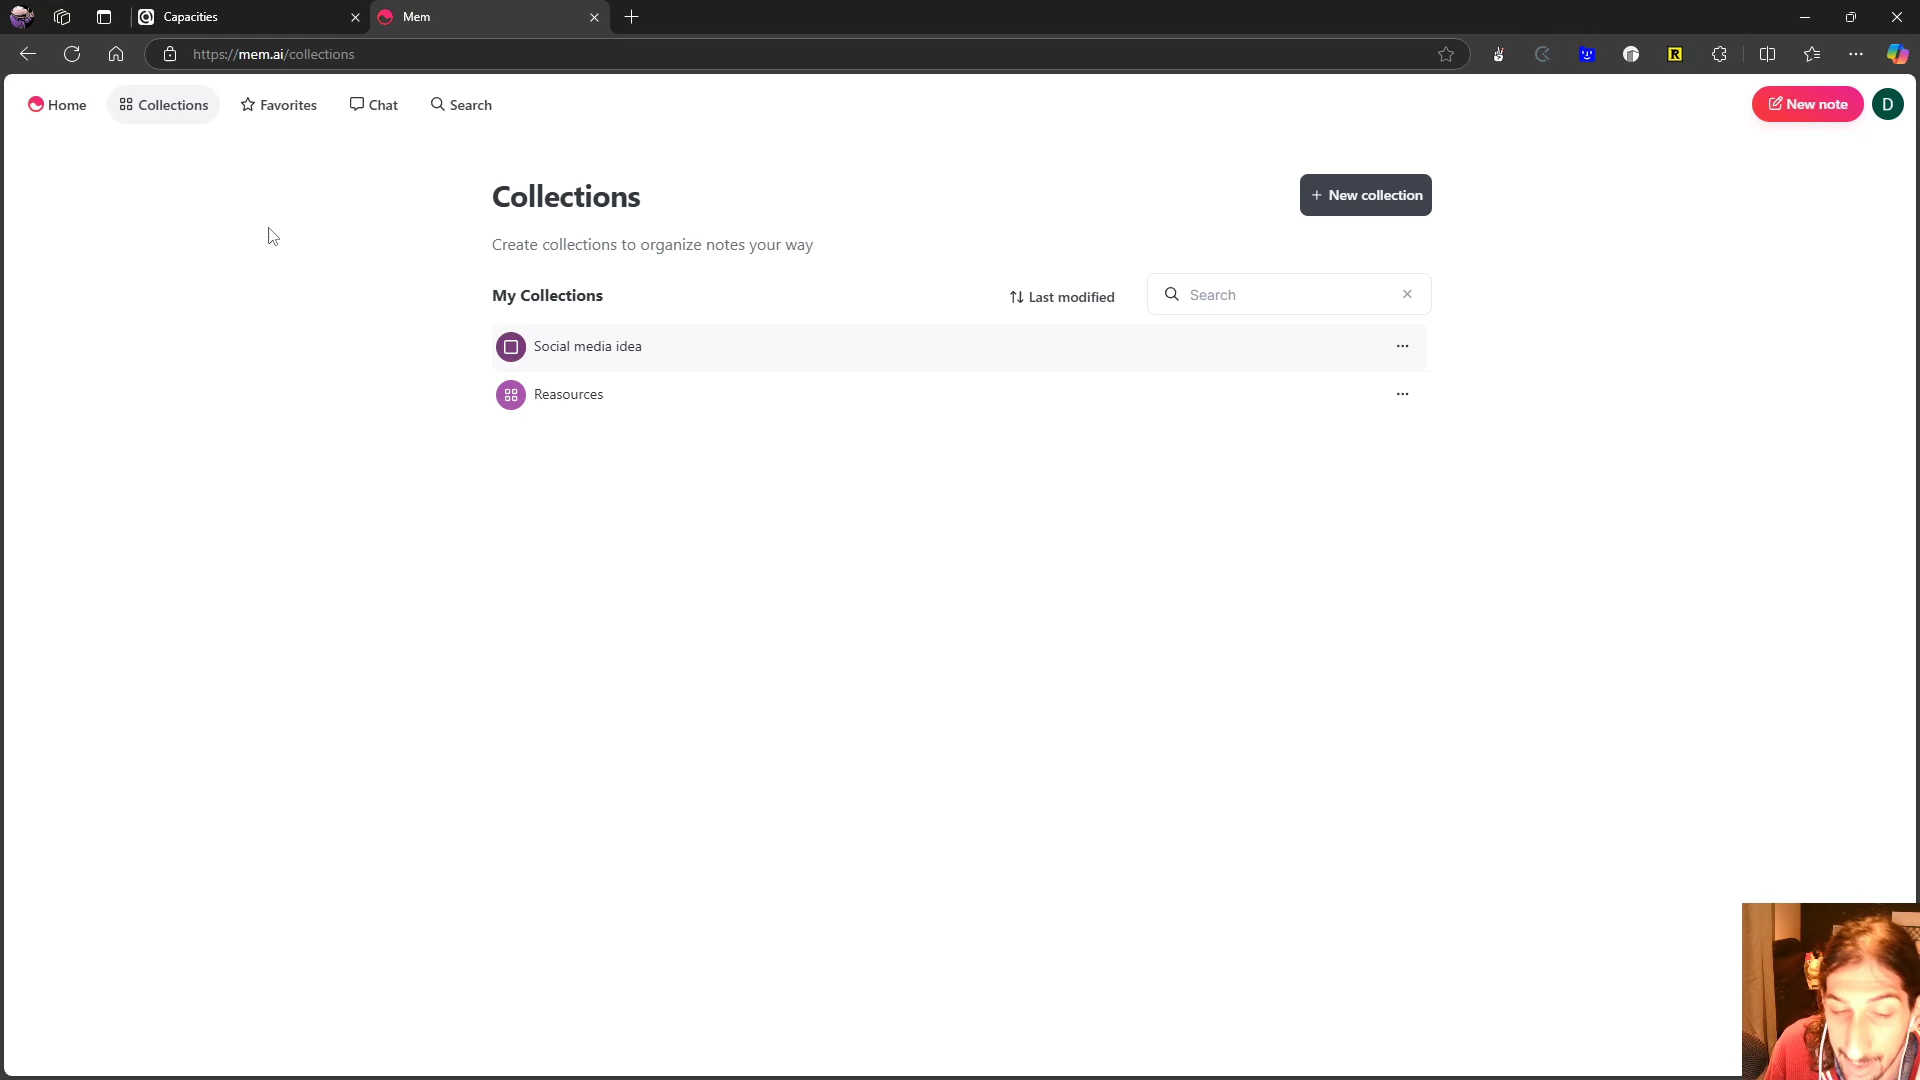 Capacities
Mem
https://mem.ai/collections
Home
Collections
Favorites
Chat
Search
New note
D
Collections
+ New collection
Create collections to organize notes your way
My Collections
Last modified
Search
Social media idea
Reasources